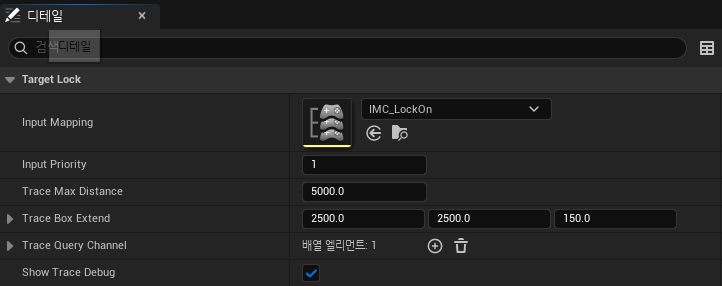 디테일
검색
디테일
Target Lock
Input Mapping
IMC_LockOn
Input Priority
1
Trace Max Distance
5000.0
Trace Box Extend
2500.0 2500.0 150.0
Trace Query Channel
배열 엘리먼트: 1
Show Trace Debug